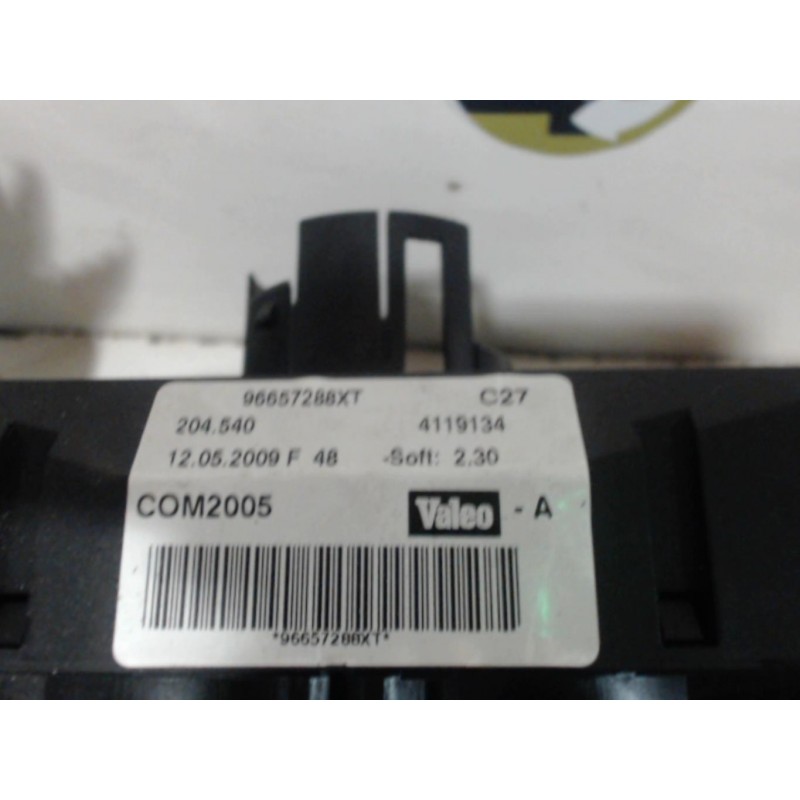 96657288XT C27
204.540 4119134
12.05.2009 F 48 -Soft: 2.30
COM2005 Valeo - A
*96657288XT*